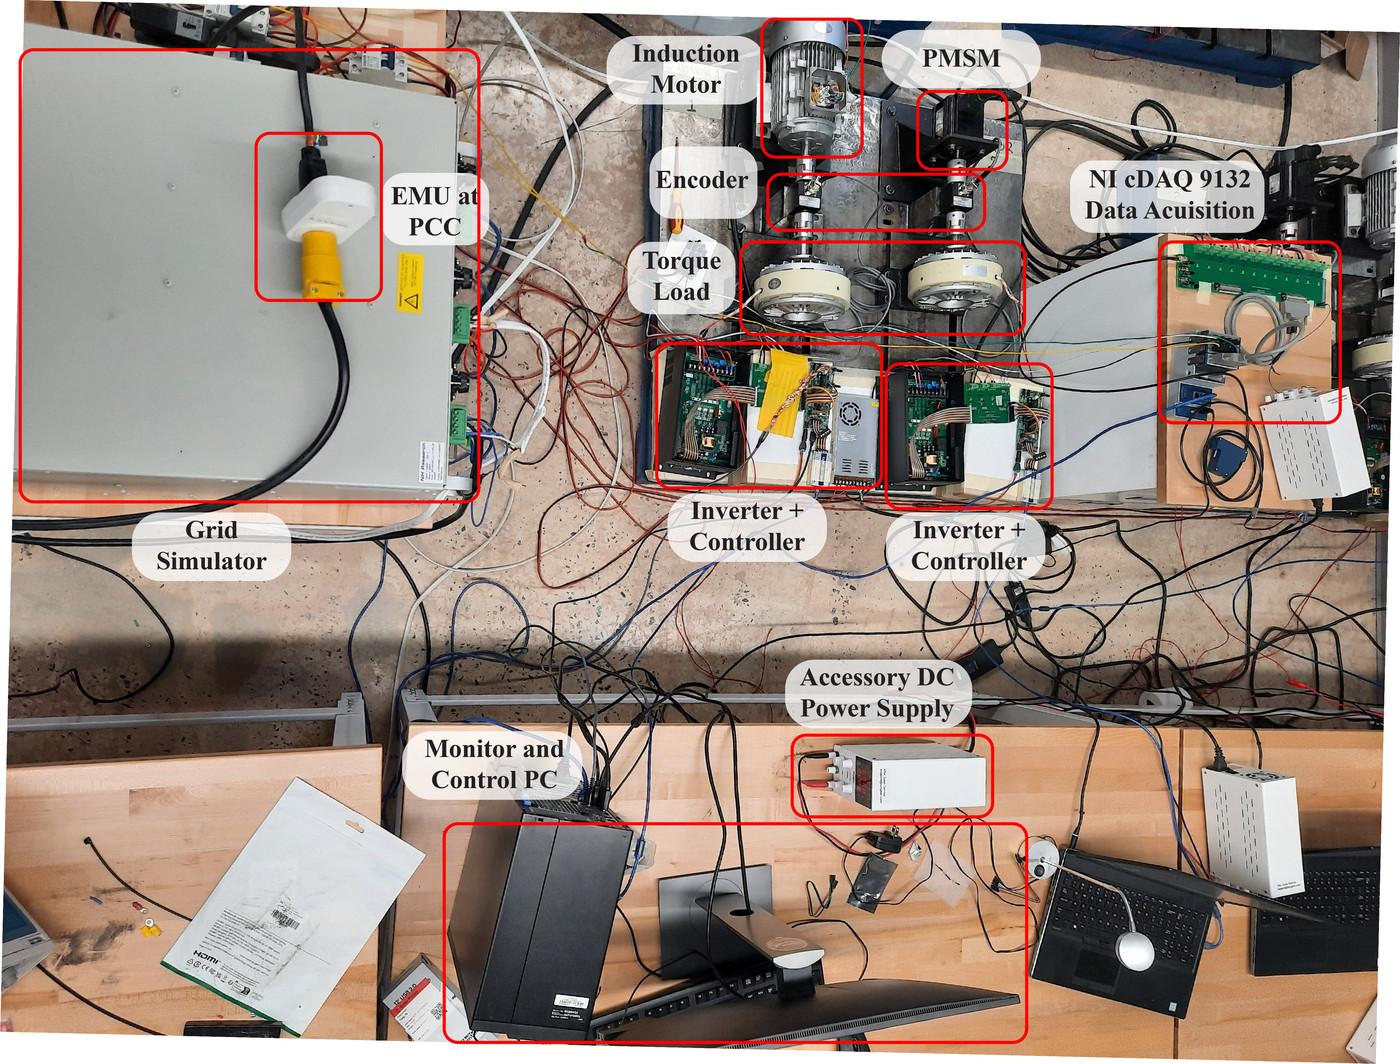 Induction
Motor
PMSM
Encoder
EMU at
PCC
NI cDAQ 9132
Data Acuisition
Torque
Load
Grid
Simulator
Inverter +
Controller
Inverter +
Controller
Accessory DC
Power Supply
Monitor and
Control PC
HDMI